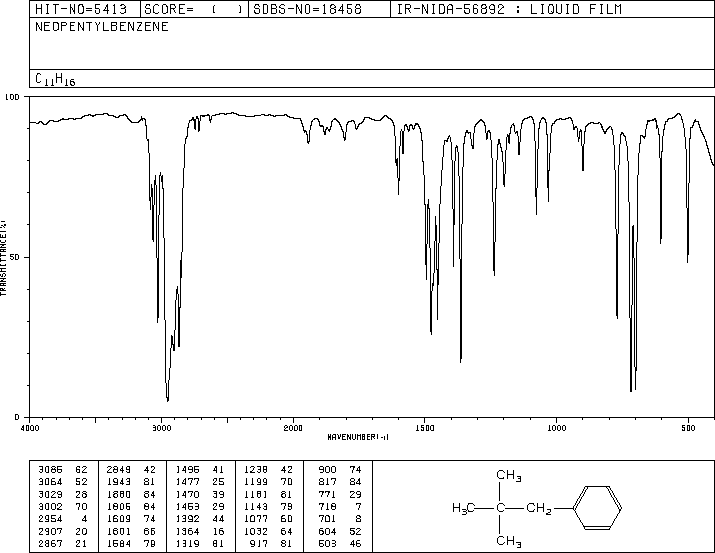 HIT-NO=5413 SCORE= ( ) SDBS-NO=18458 IR-NIDA-56892 : LIQUID FILM
NEOPENTYLBENZENE
C11H16
100
50
0
TRANSMITTANCE(%)
4000 3000 2000 1500 1000 500
WAVENUMBER(-1)
3086 62 2849 42 1496 41 1238 42 900 74
3064 52 1943 81 1477 25 1199 70 817 84
3029 28 1880 84 1470 39 1181 81 771 29
3002 70 1805 84 1453 29 1143 79 718 7
2954 4 1609 74 1392 44 1077 60 701 8
2907 20 1601 66 1364 16 1032 64 604 52
2867 21 1584 79 1319 81 917 81 503 46
CH3
H3C C CH2
CH3